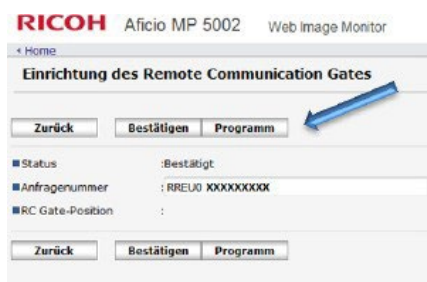 RICOH Aficio MP 5002 Web Image Monitor
Home
Einrichtung des Remote Communication Gates
Zurück Bestätigen Programm
Status :Bestätigt
Anfragenummer : RREU0 XXXXXXXXX
RC Gate-Position :
Zurück Bestätigen Programm